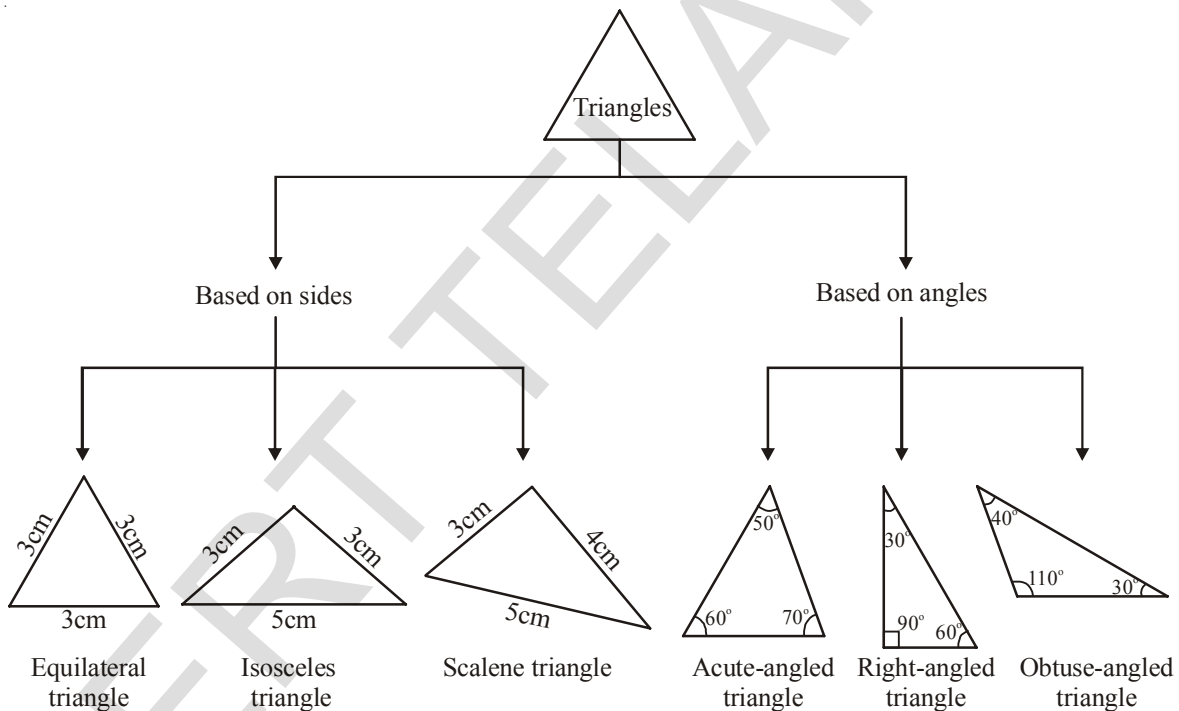 Triangles
Based on sides
Based on angles
3cm
3cm
3cm
3cm
3cm
5cm
3cm
4cm
5cm
50°
60°
70°
30°
90°
60°
40°
110°
30°
Equilateral
triangle
Isosceles
triangle
Scalene triangle
Acute-angled
triangle
Right-angled
triangle
Obtuse-angled
triangle
ERT TELA